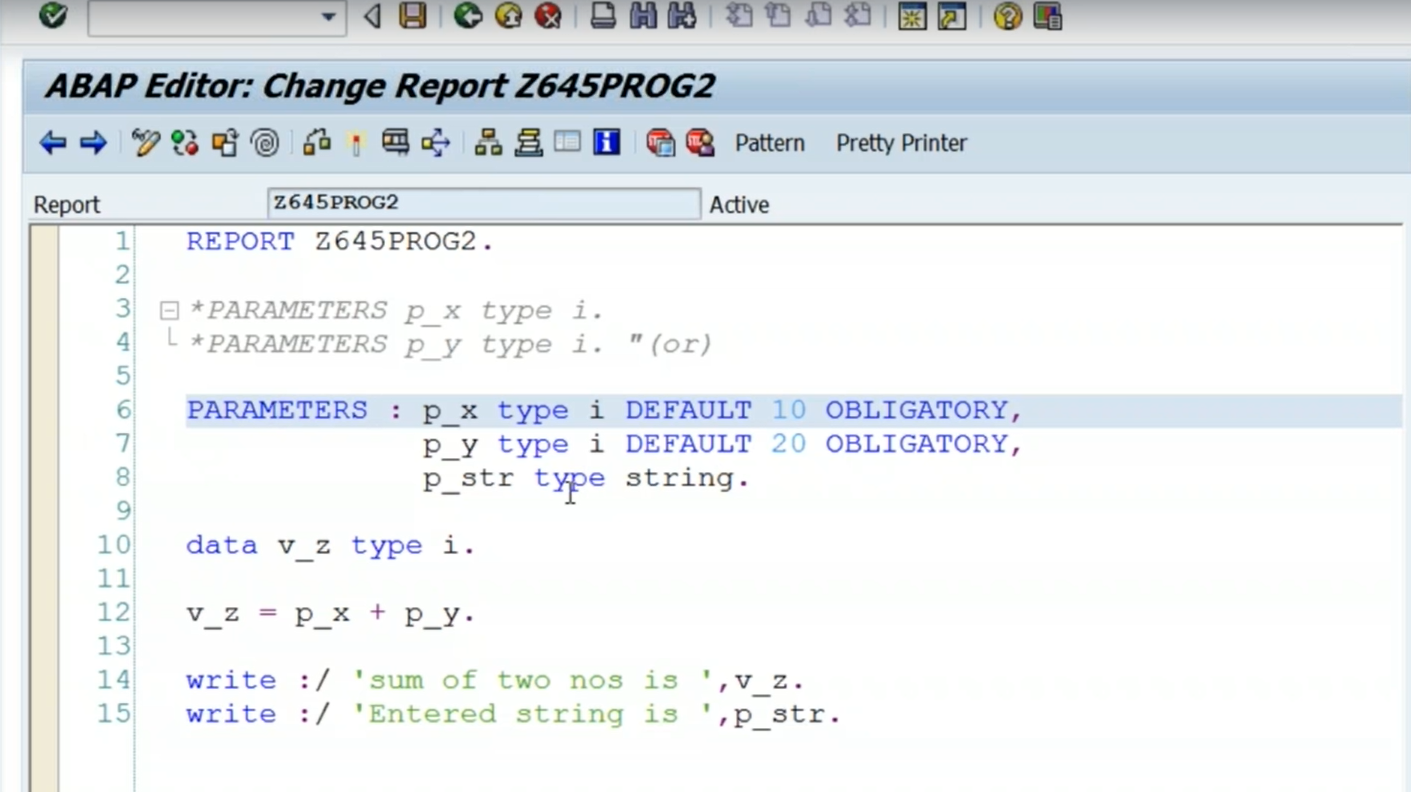 ABAP Editor: Change Report Z645PROG2
Pattern Pretty Printer
Report Z645PROG2 Active
1 REPORT Z645PROG2.
2
3 *PARAMETERS p_x type i.
4 *PARAMETERS p_y type i. "(or)
5
6 PARAMETERS : p_x type i DEFAULT 10 OBLIGATORY,
7 p_y type i DEFAULT 20 OBLIGATORY,
8 p_str type string.
9
10 data v_z type i.
11
12 v_z = p_x + p_y.
13
14 write :/ 'sum of two nos is ',v_z.
15 write :/ 'Entered string is ',p_str.